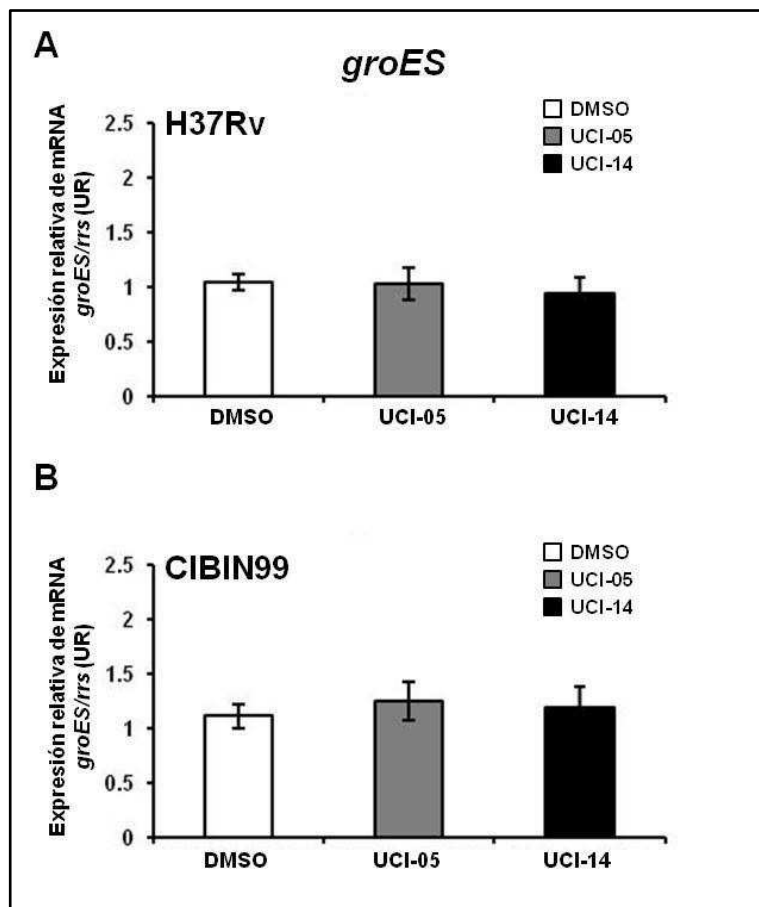 A
groES
H37Rv
DMSO
UCI-05
UCI-14
Expresión relativa de mRNA
groES/rrs (UR)
2.5
2
1.5
1
0.5
0
DMSO UCI-05 UCI-14
B
CIBIN99
DMSO
UCI-05
UCI-14
Expresión relativa de mRNA
groES/rrs (UR)
2.5
2
1.5
1
0.5
0
DMSO UCI-05 UCI-14